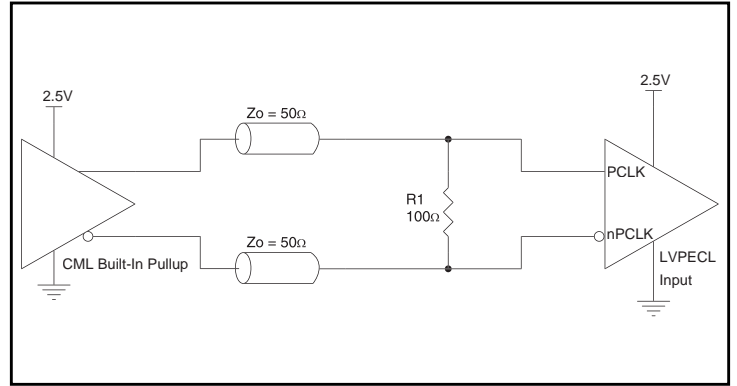 2.5V
2.5V
Zo = 50Ω
PCLK
R1
100Ω
nPCLK
Zo = 50Ω
CML Built-In Pullup
LVPECL
Input